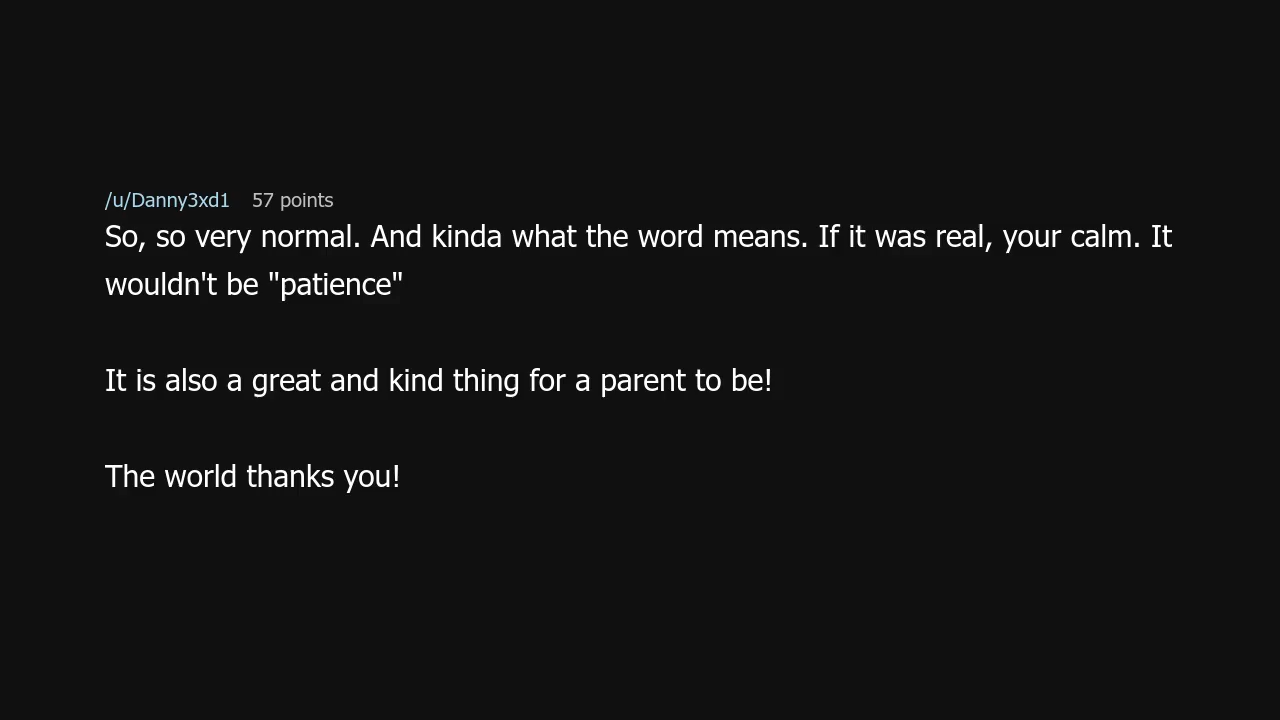 /u/Danny3xd1 57 points
So, so very normal. And kinda what the word means. If it was real, your calm. It
wouldn't be "patience"
It is also a great and kind thing for a parent to be!
The world thanks you!